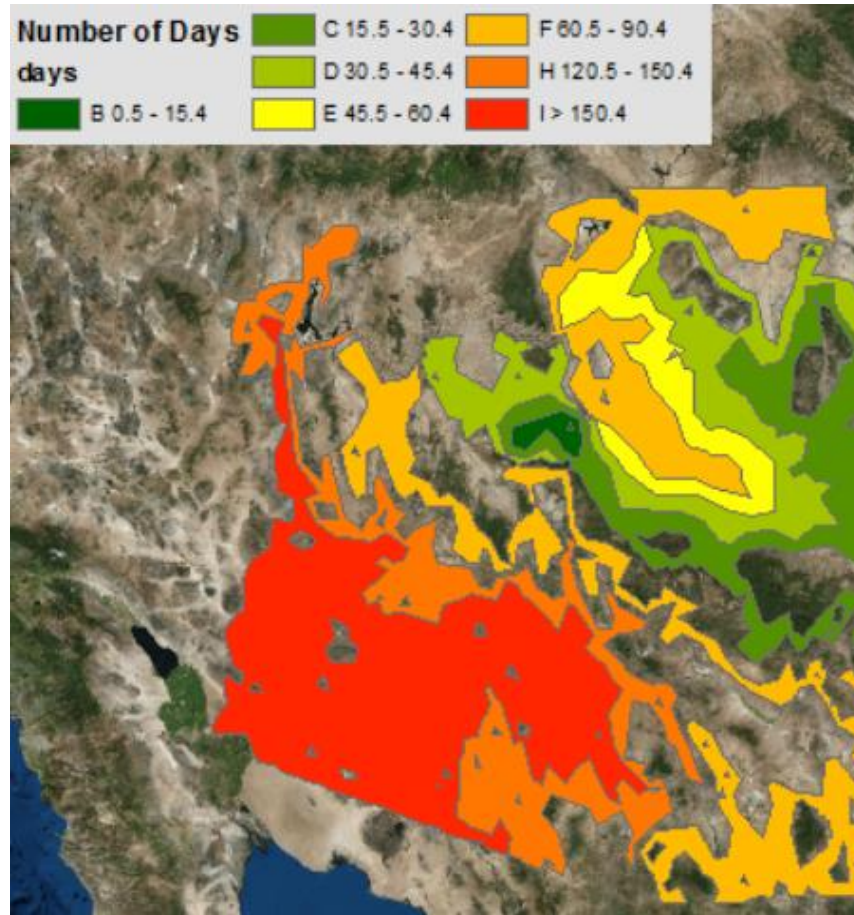 Number of Days
days
B 0.5 - 15.4
C 15.5 - 30.4
D 30.5 - 45.4
E 45.5 - 60.4
F 60.5 - 90.4
H 120.5 - 150.4
I > 150.4